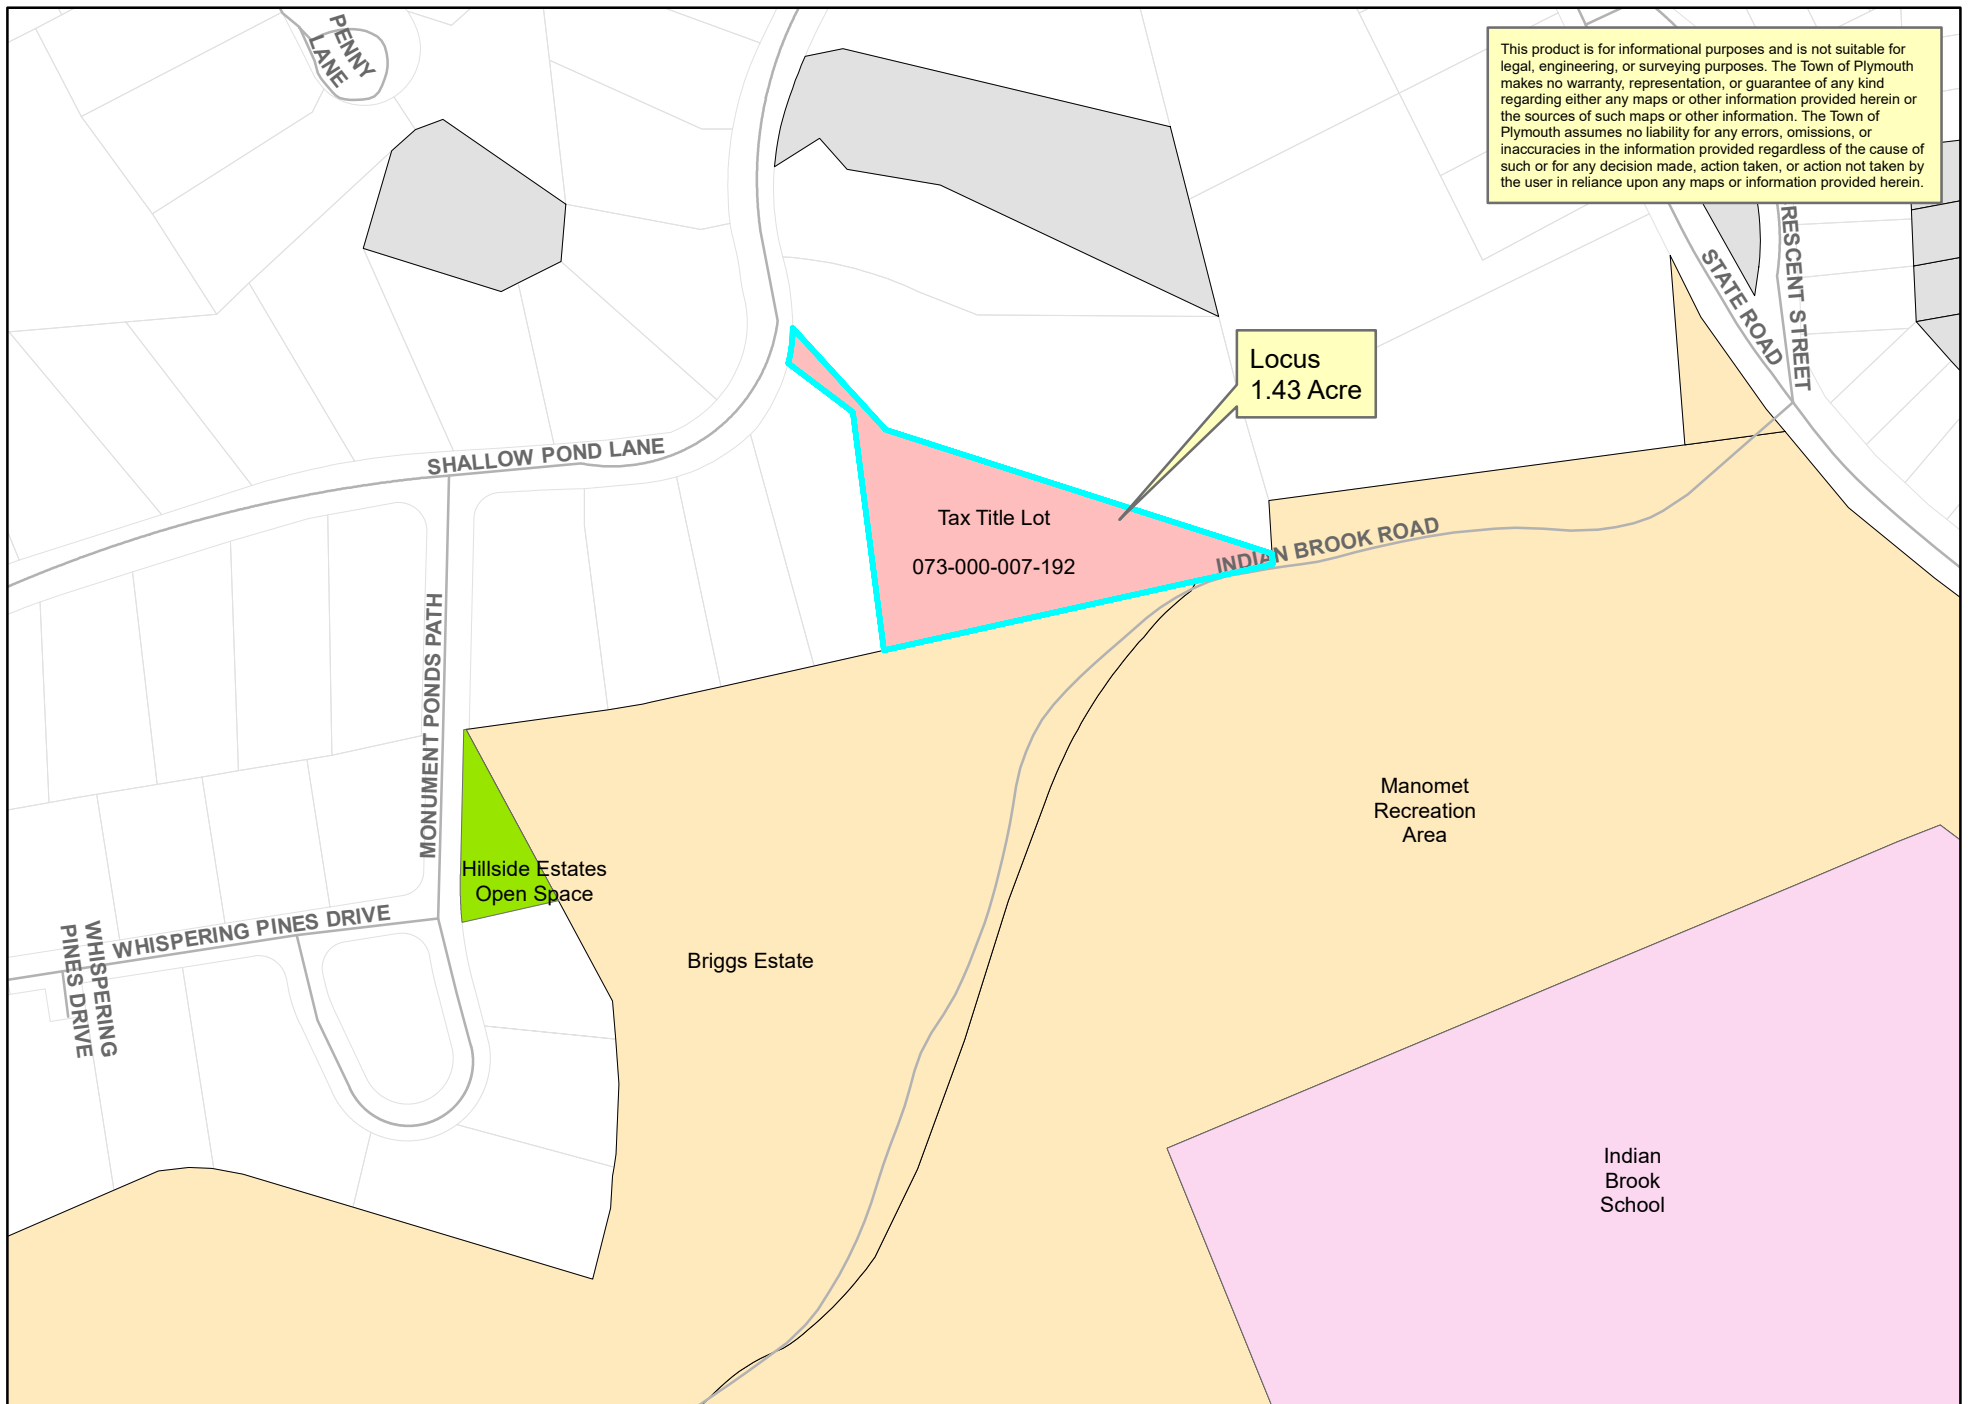 PENNY
LANE
This product is for informational purposes and is not suitable for
legal, engineering, or surveying purposes. The Town of Plymouth
makes no warranty, representation, or guarantee of any kind
regarding either any maps or other information provided herein or
the sources of such maps or other information. The Town of
Plymouth assumes no liability for any errors, omissions, or
inaccuracies in the information provided regardless of the cause of
such or for any decision made, action taken, or action not taken by
the user in reliance upon any maps or information provided herein.
RESCENT STREET
STATE ROAD
Locus
1.43 Acre
SHALLOW POND LANE
Tax Title Lot
073-000-007-192
INDIAN BROOK ROAD
MONUMENT PONDS PATH
Manomet
Recreation
Area
Hillside Estates
Open Space
WHISPERING PINES DRIVE
WHISPERING
PINES DRIVE
Briggs Estate
Indian
Brook
School